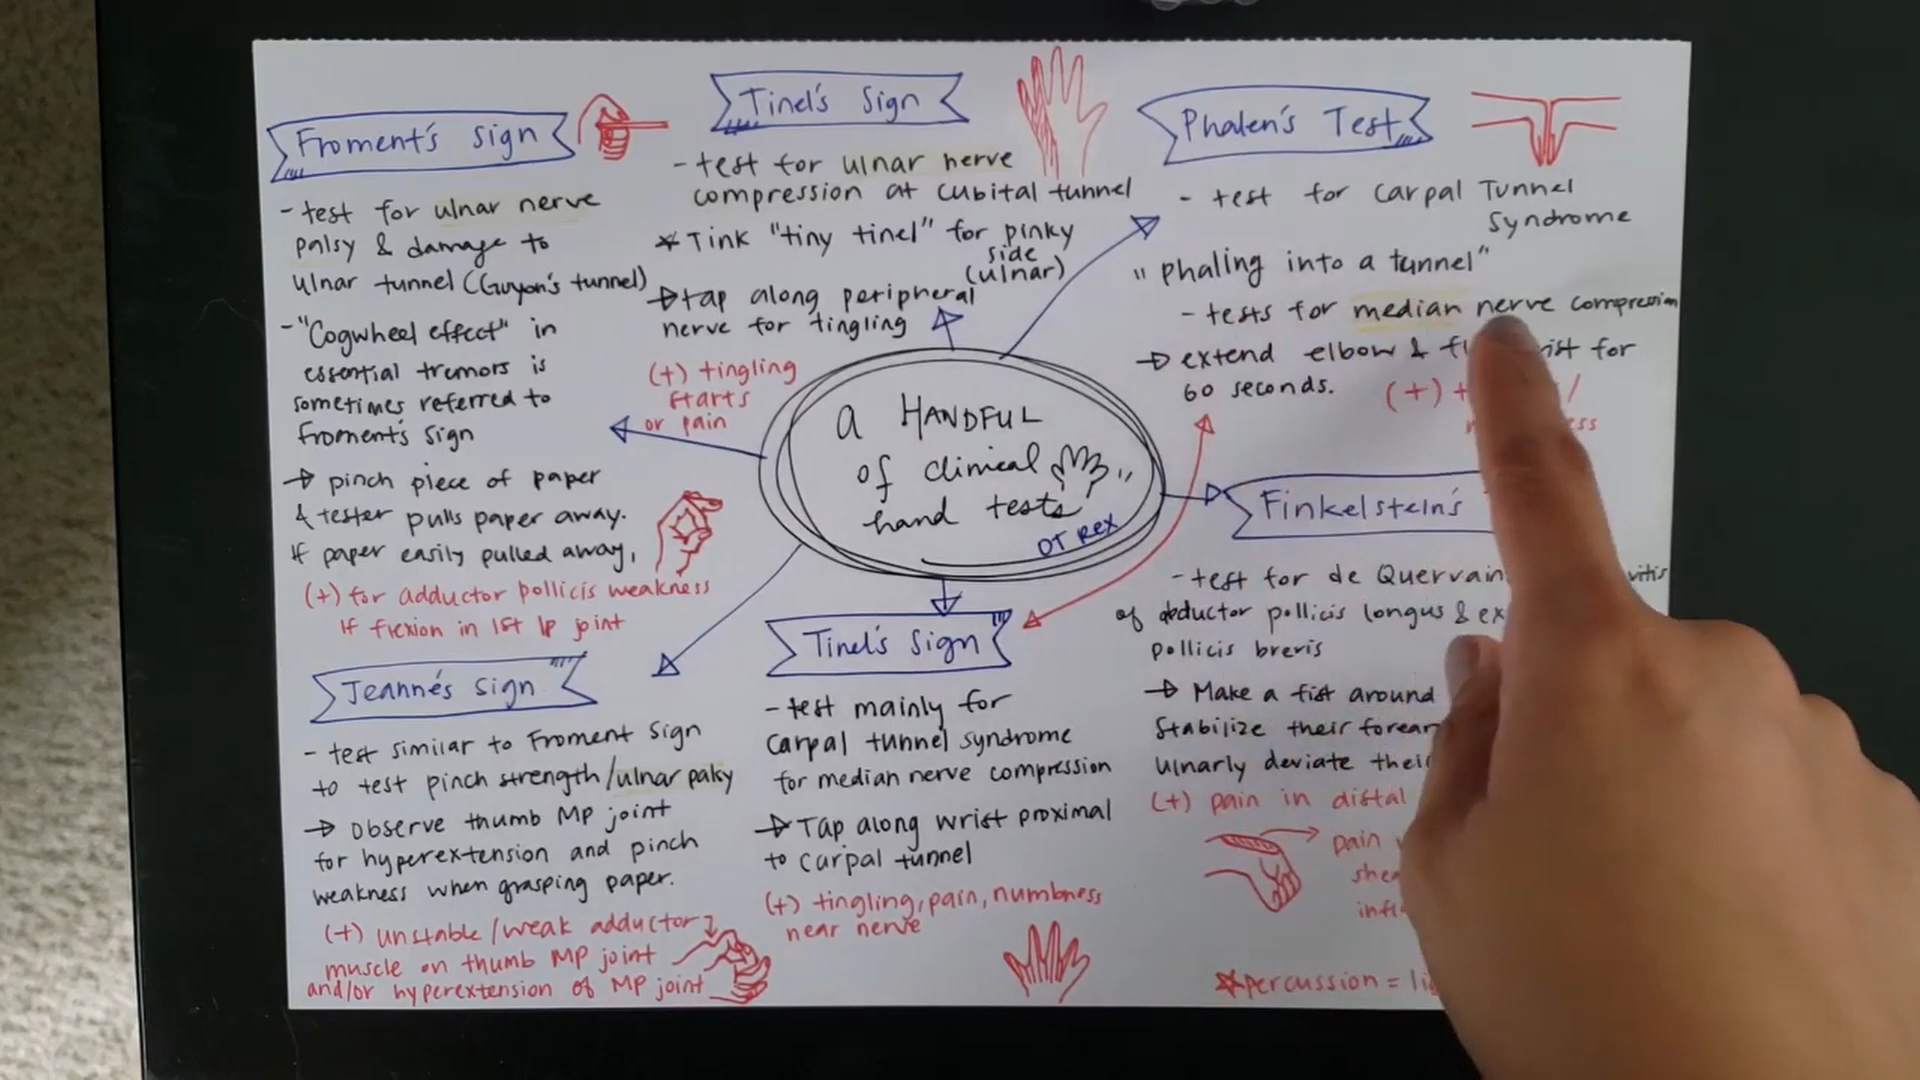 Froment's sign
- test for ulnar nerve
palsy & damage to
ulnar tunnel (Guyon's tunnel)
- "Cogwheel effect" in
essential tremors is
sometimes referred to
froment's sign
→ pinch piece of paper
& tester pulls paper away.
If paper easily pulled away,
(+) for adductor pollicis weakness
if flexion in 1st IP joint
Tinel's Sign
- test for ulnar nerve
compression at cubital tunnel
* Tink "tiny tinel" for pinky
side
(ulnar)
→ tap along peripheral
nerve for tingling
(+) tingling
starts
or pain
Phalen's Test
- test for Carpal Tunnel
Syndrome
"phaling into a tunnel"
- tests for median nerve compression
→ extend elbow & for
60 seconds. (+)
a HANDFUL
of clinical
hand tests"
OT REX
Finkelstein's
- test for de Quervain
of abductor pollicis longus & ex
pollicis brevis
→ Make a fist around
Stabilize their forear
ulnarly deviate their
(+) pain in distal
pain
Jeanne's sign
- test similar to Froment sign
to test pinch strength/ulnar palsy
→ observe thumb MP joint
for hyperextension and pinch
weakness when grasping paper.
(+) unstable/weak adductor
muscle on thumb MP joint
and/or hyperextension of MP joint
Tinel's Sign
- test mainly for
Carpal tunnel syndrome
for median nerve compression
→ Tap along wrist proximal
to carpal tunnel
(+) tingling, pain, numbness
near nerve
*percussion =